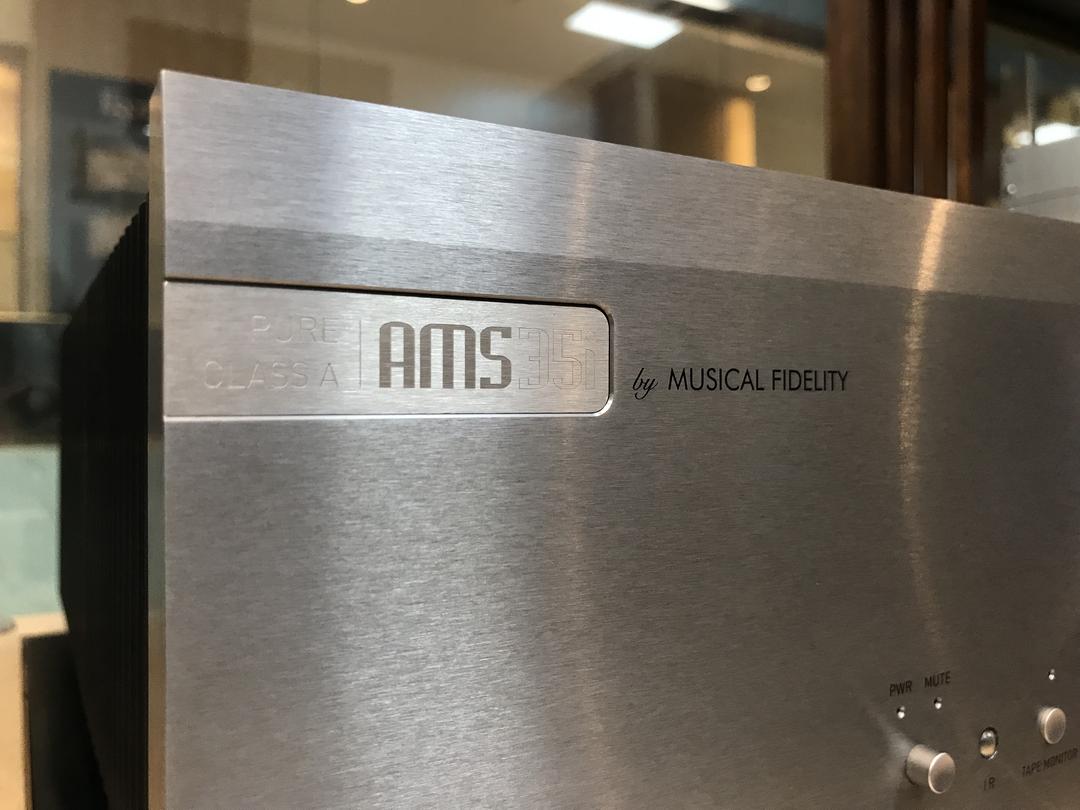 PURE
CLASS A
AMS35i
by MUSICAL FIDELITY
PWR MUTE
IR
TAPE MONITOR